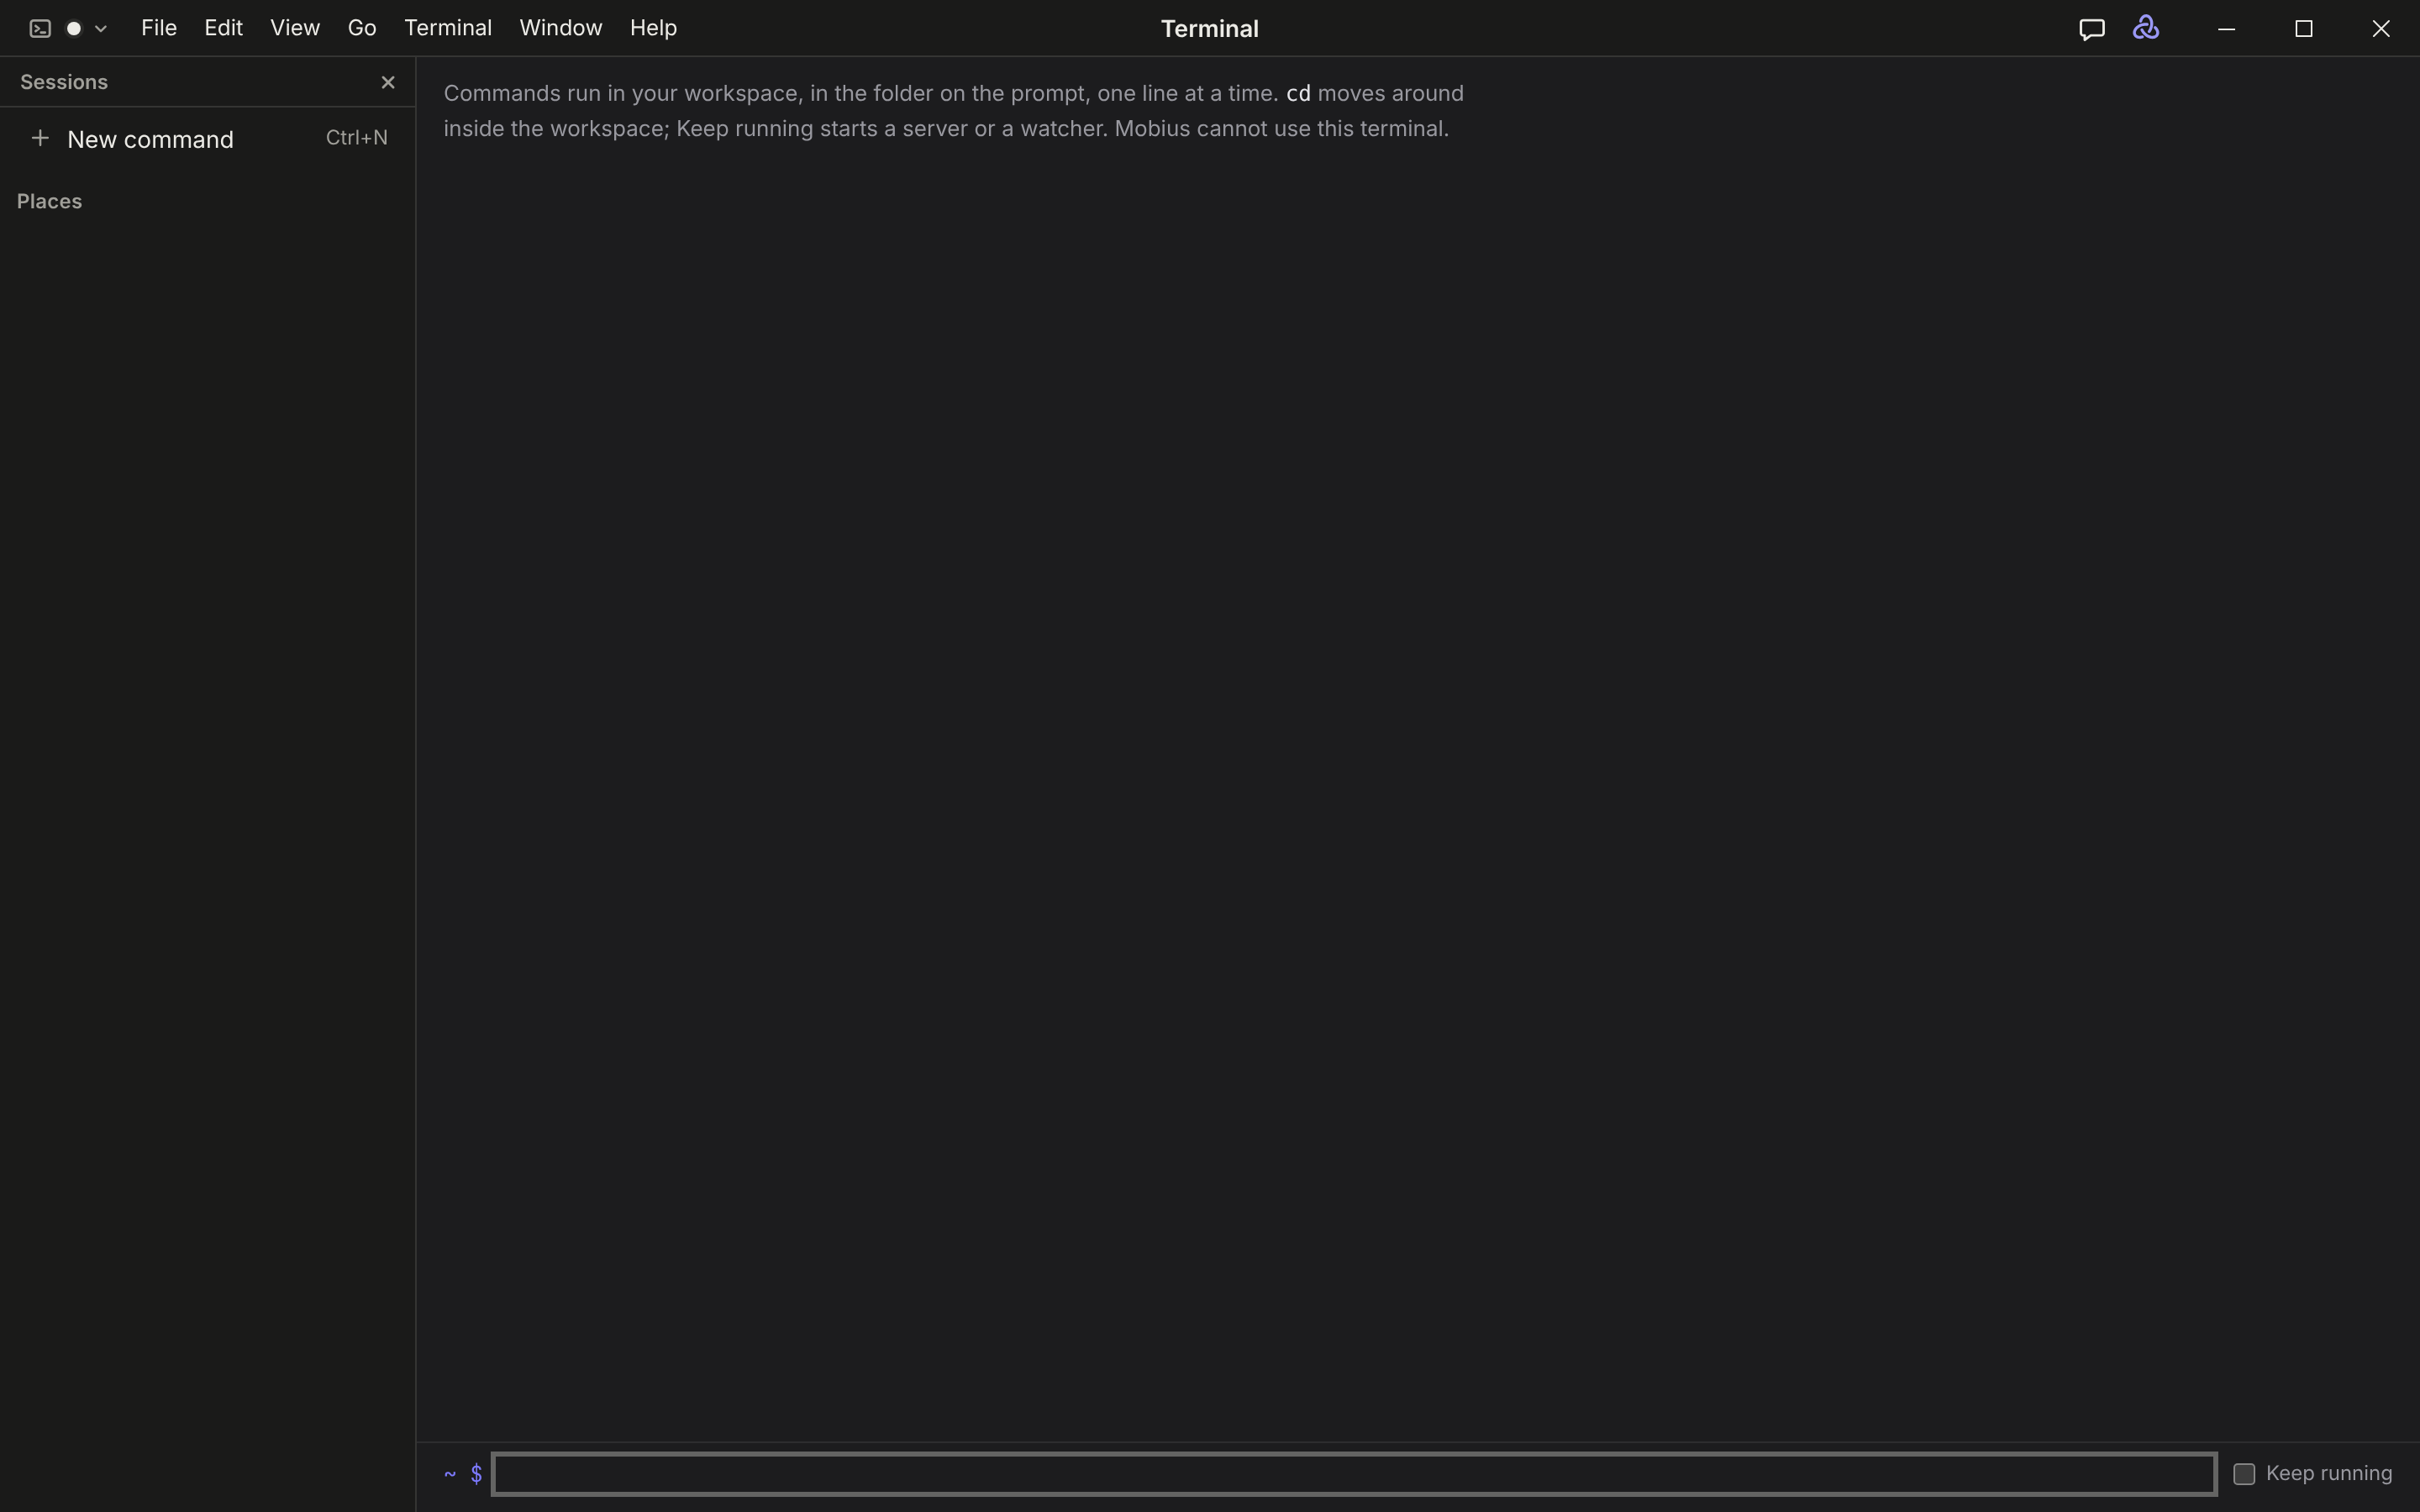 File Edit View Go Terminal Window Help
Terminal
Sessions
New command Ctrl+N
Places
Commands run in your workspace, in the folder on the prompt, one line at a time. cd moves around
inside the workspace; Keep running starts a server or a watcher. Mobius cannot use this terminal.
~ $
Keep running